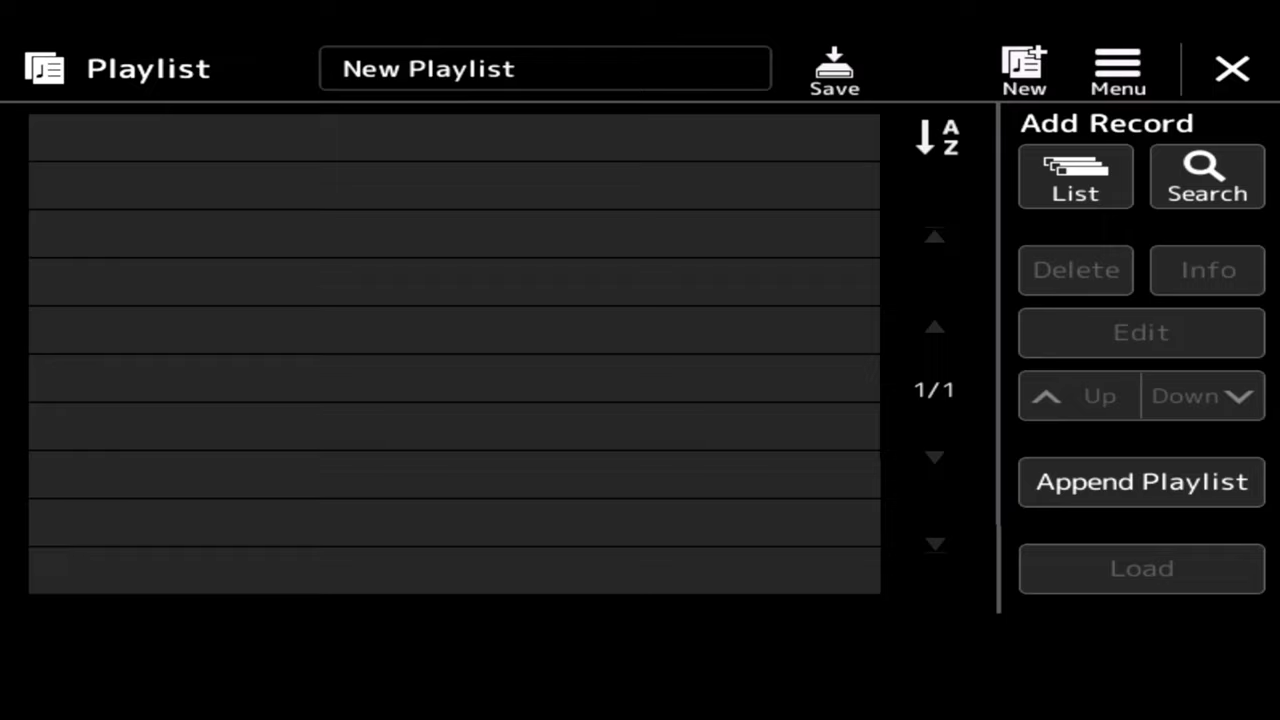 Playlist
New Playlist
Save
New
Menu
A
Z
Add Record
List
Search
Delete
Info
Edit
Up
Down
1/1
Append Playlist
Load